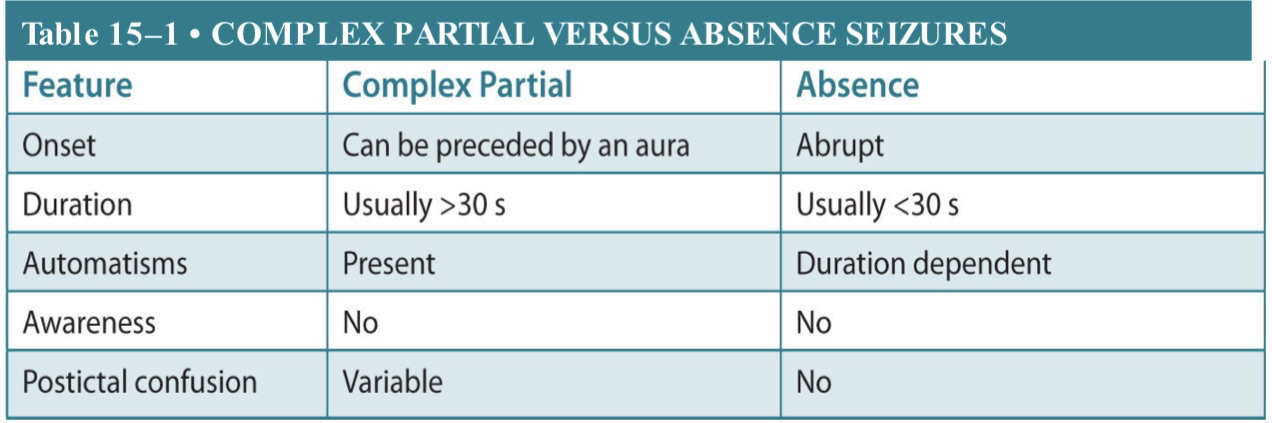 Table 15–1 • COMPLEX PARTIAL VERSUS ABSENCE SEIZURES
Feature Complex Partial Absence
Onset Can be preceded by an aura Abrupt
Duration Usually >30 s Usually <30 s
Automatisms Present Duration dependent
Awareness No No
Postictal confusion Variable No